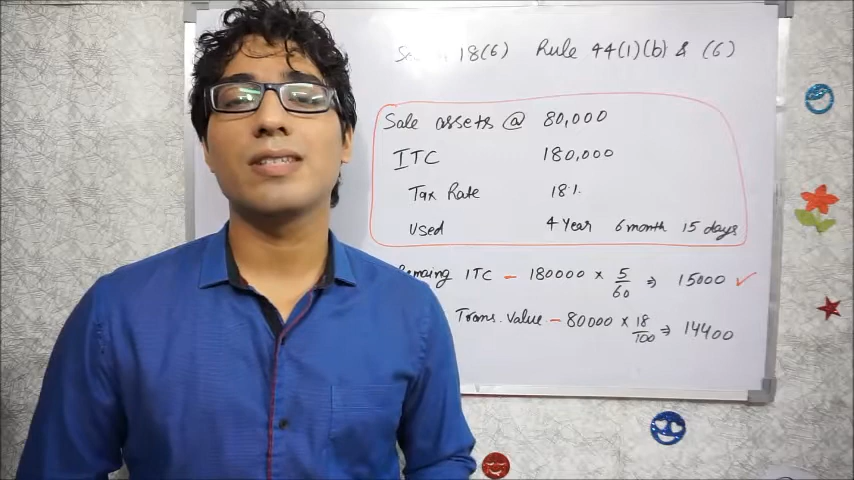 18(6) Rule 44(1)(b) & (6)
Sale assets @ 80,000
ITC 180,000
Tax Rate 18%
Used 4 Year 6 month 15 days
ITC - 180000 × 5/60 ⇒ 15000 ✓
Trans. Value - 80000 × 18/100 ⇒ 14400